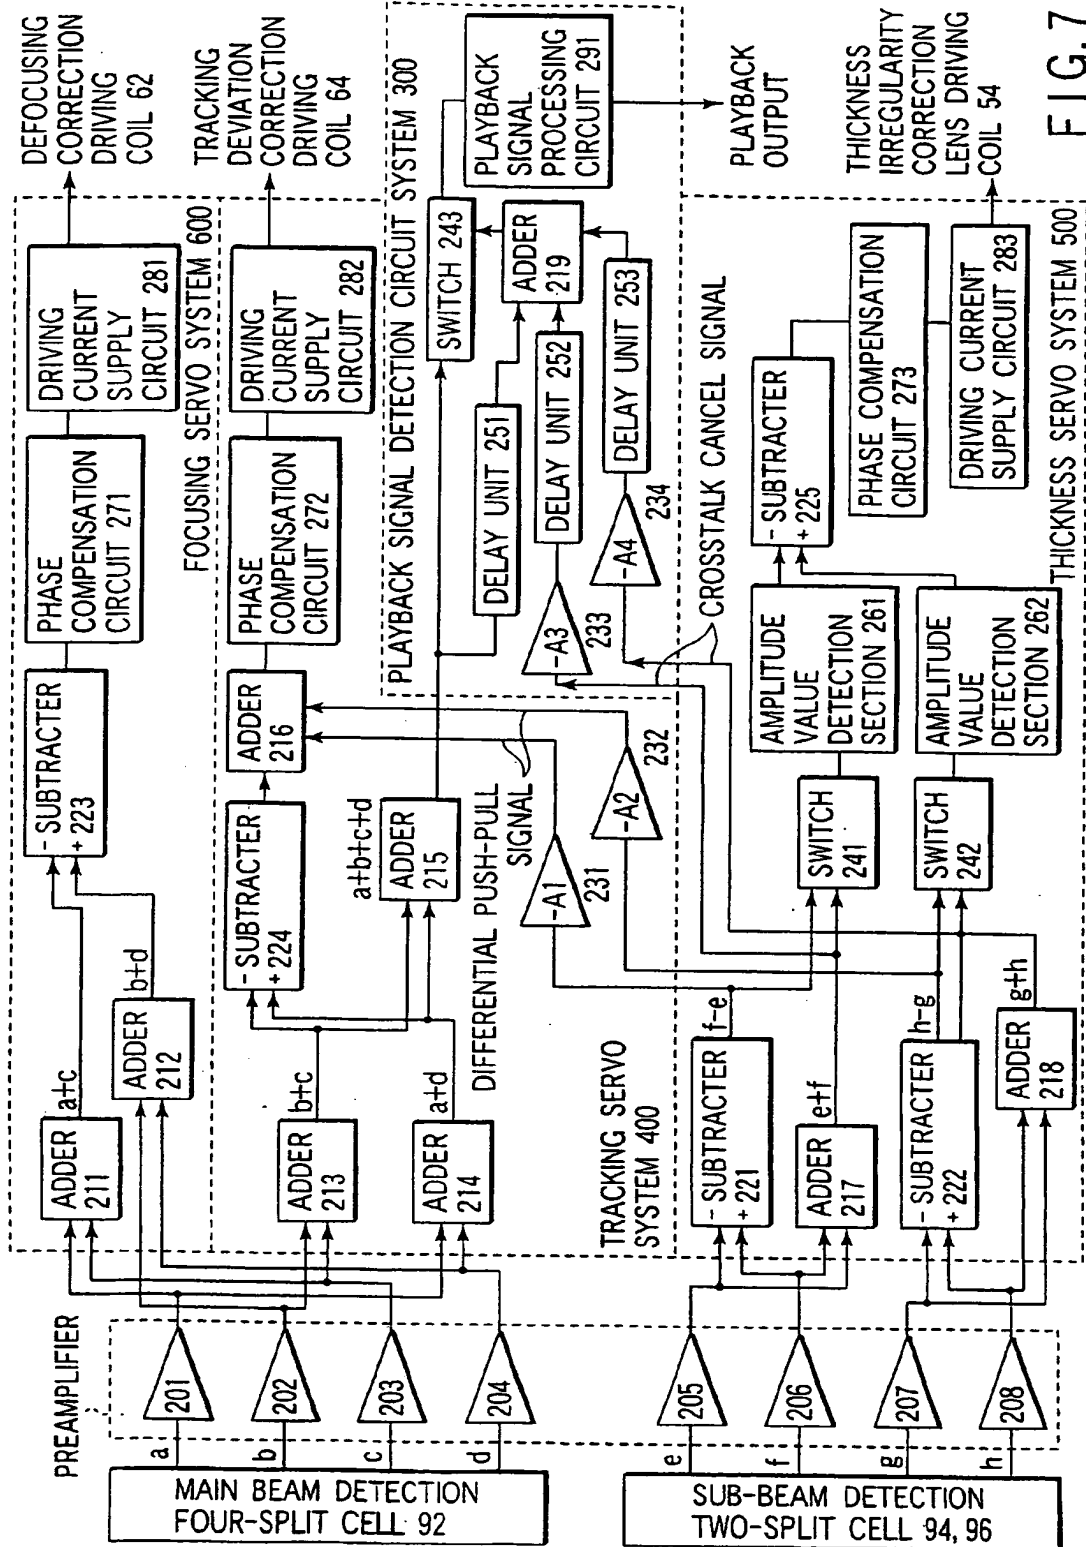 DEFOCUSING
CORRECTION
DRIVING
COIL 62
TRACKING
DEVIATION
CORRECTION
DRIVING
COIL 64
PLAYBACK
OUTPUT
THICKNESS
IRREGULARITY
CORRECTION
LENS DRIVING
COIL 54
FIG. 7
FOCUSING SERVO SYSTEM 600
DRIVING
CURRENT
SUPPLY
CIRCUIT 281
PHASE
COMPENSATION
CIRCUIT 271
- SUBTRACTER
+ 223
a+c
b+d
ADDER
211
ADDER
212
DRIVING
CURRENT
SUPPLY
CIRCUIT 282
PHASE
COMPENSATION
CIRCUIT 272
ADDER
216
- SUBTRACTER
+ 224
a+b+c+d
ADDER
215
b+c
a+d
ADDER
213
ADDER
214
DIFFERENTIAL PUSH-PULL
SIGNAL
-A1
231
-A2
232
TRACKING SERVO
SYSTEM 400
PLAYBACK SIGNAL DETECTION CIRCUIT SYSTEM 300
PLAYBACK
SIGNAL
PROCESSING
CIRCUIT 291
SWITCH 243
ADDER
219
DELAY UNIT 251
DELAY UNIT 252
DELAY UNIT 253
-A3
233
-A4
234
CROSSTALK CANCEL SIGNAL
THICKNESS SERVO SYSTEM 500
PHASE COMPENSATION
CIRCUIT 273
DRIVING CURRENT
SUPPLY CIRCUIT 283
- SUBTRACTER
+ 225
AMPLITUDE
VALUE
DETECTION
SECTION 261
AMPLITUDE
VALUE
DETECTION
SECTION 262
SWITCH
241
SWITCH
242
f-e
e+f
h-g
g+h
- SUBTRACTER
+ 221
ADDER
217
- SUBTRACTER
+ 222
ADDER
218
PREAMPLIFIER
201
202
203
204
205
206
207
208
a
b
c
d
e
f
g
h
MAIN BEAM DETECTION
FOUR-SPLIT CELL 92
SUB-BEAM DETECTION
TWO-SPLIT CELL 94, 96